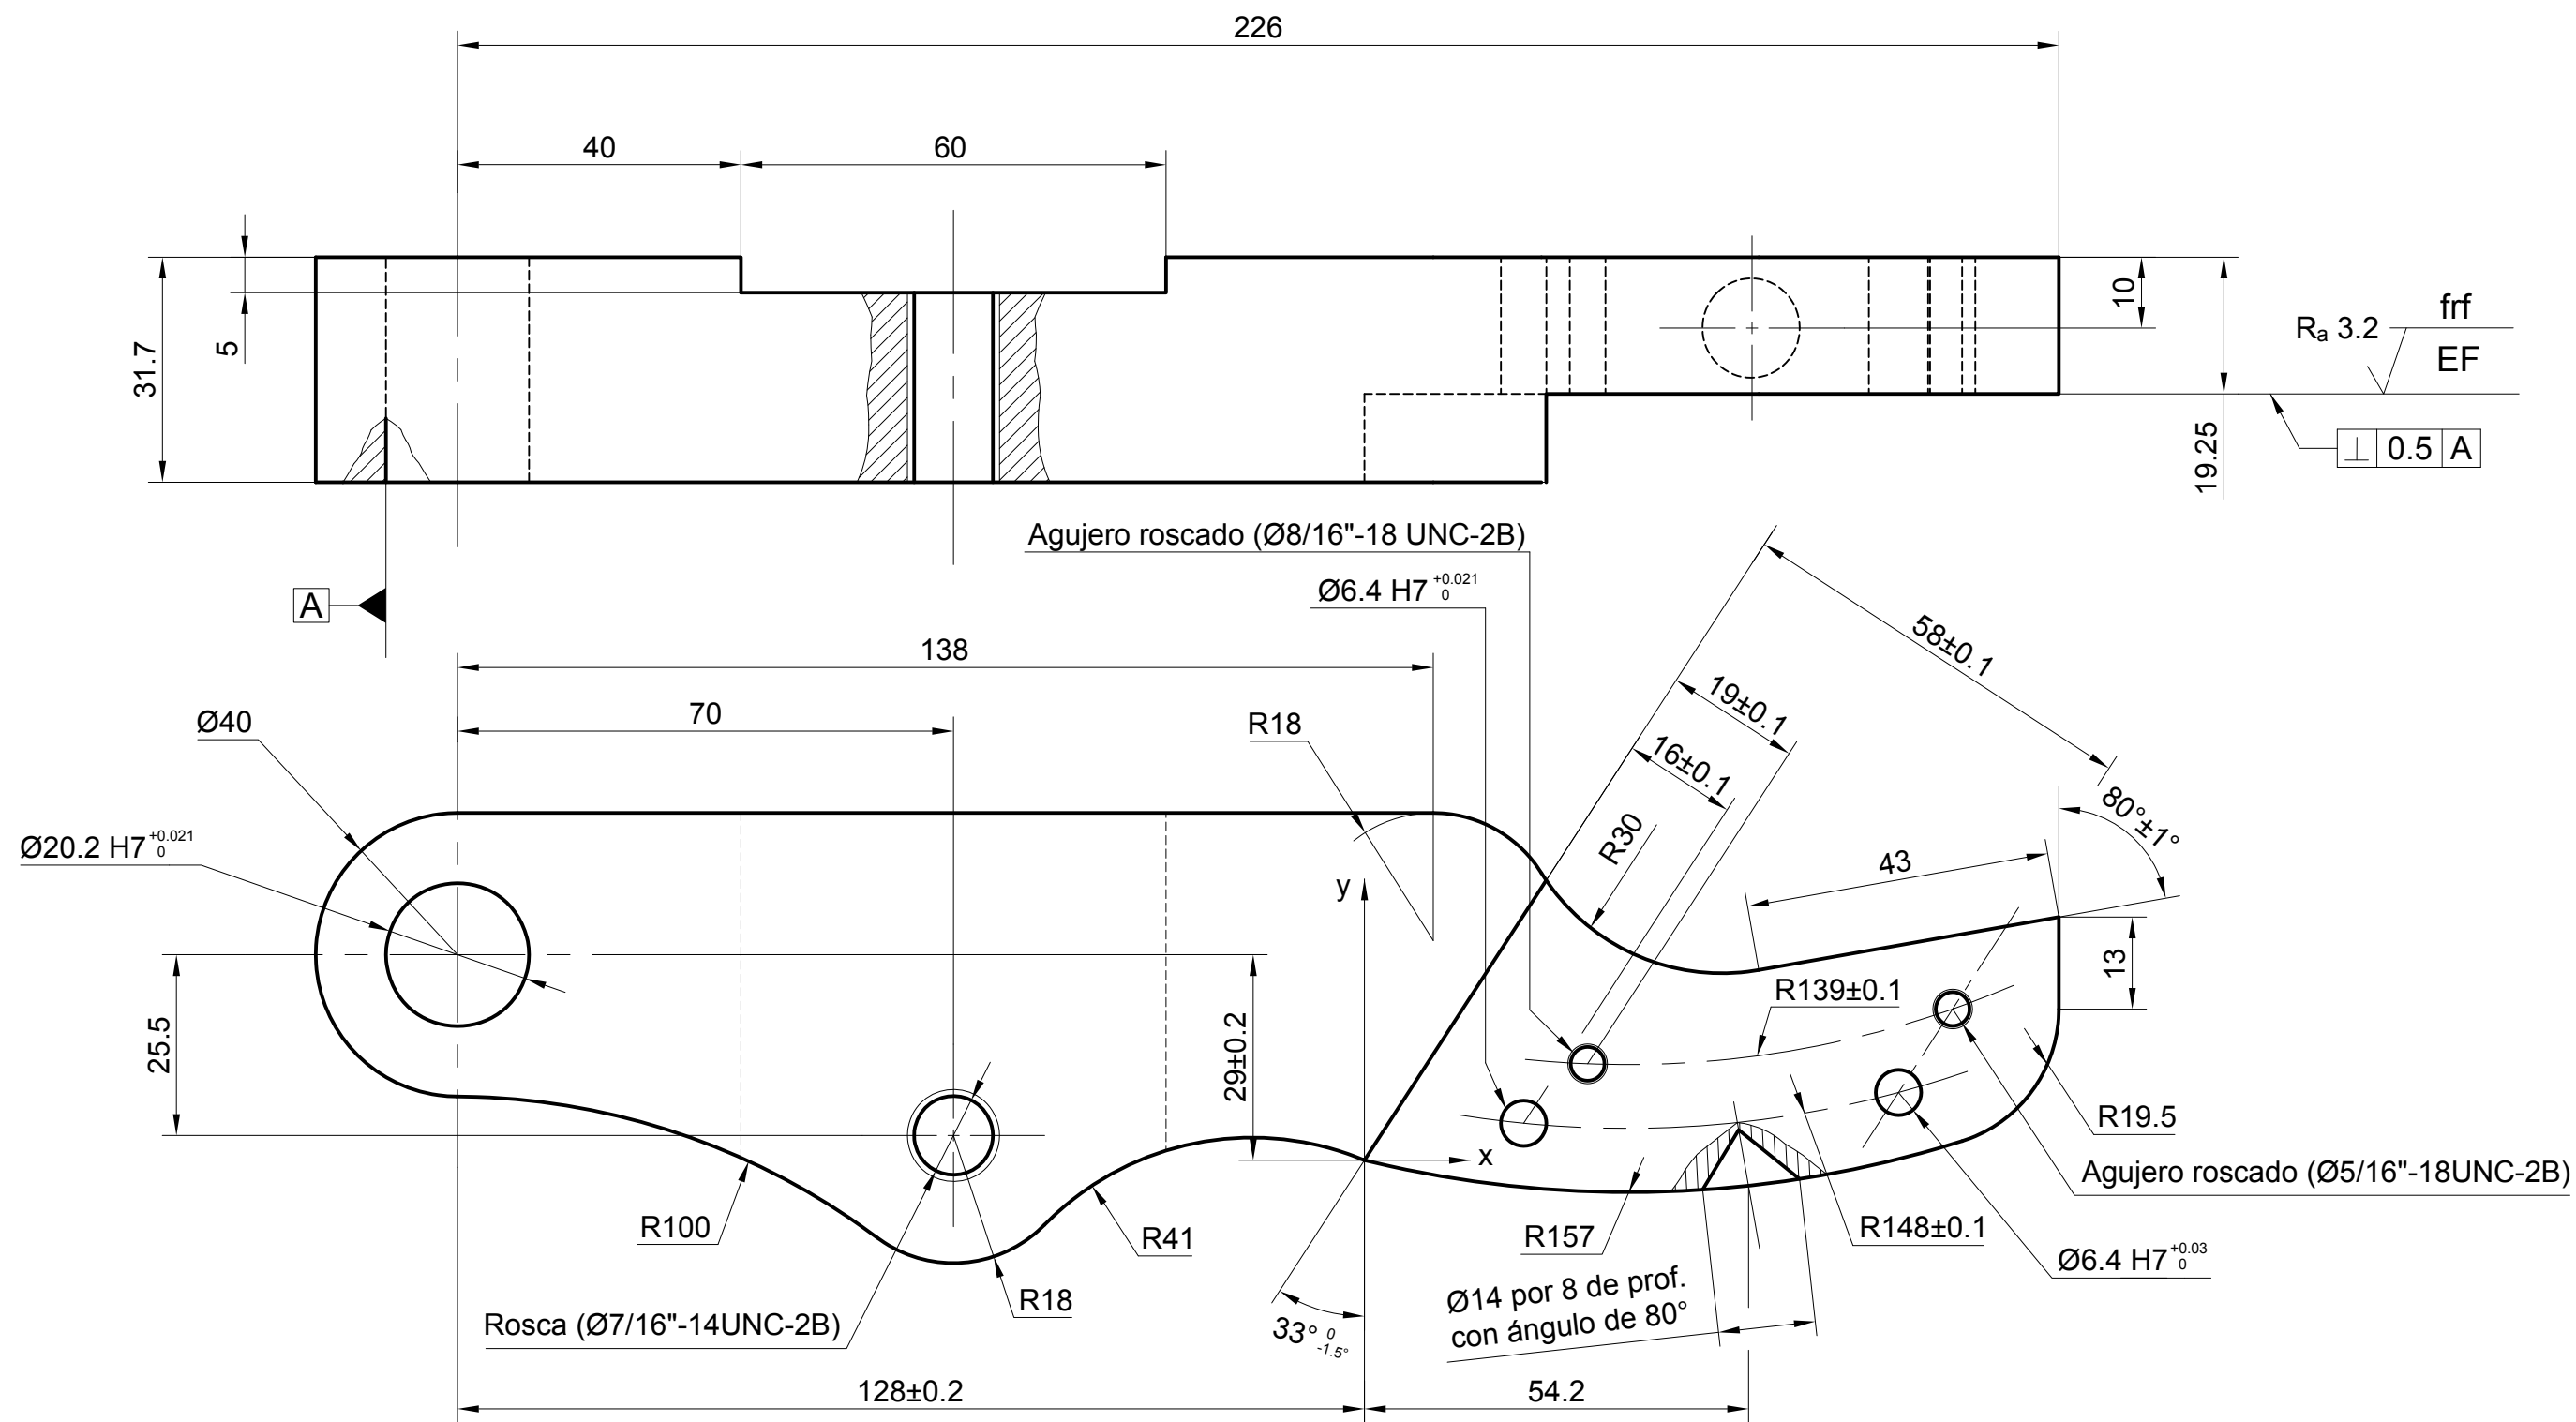 226
40
60
31.7
5
10
19.25
Ra 3.2
frf
EF
⊥ 0.5 A
A
Agujero roscado (Ø8/16"-18 UNC-2B)
Ø6.4 H7 +0.021 0
138
70
R18
58±0.1
19±0.1
16±0.1
Ø40
Ø20.2 H7 +0.021 0
R30
80°±1°
43
y
13
25.5
29±0.2
R139±0.1
x
R19.5
Agujero roscado (Ø5/16"-18UNC-2B)
R100
R41
R157
R148±0.1
Ø6.4 H7 +0.03 0
R18
Rosca (Ø7/16"-14UNC-2B)
33° 0 -1.5°
Ø14 por 8 de prof.
con ángulo de 80°
128±0.2
54.2